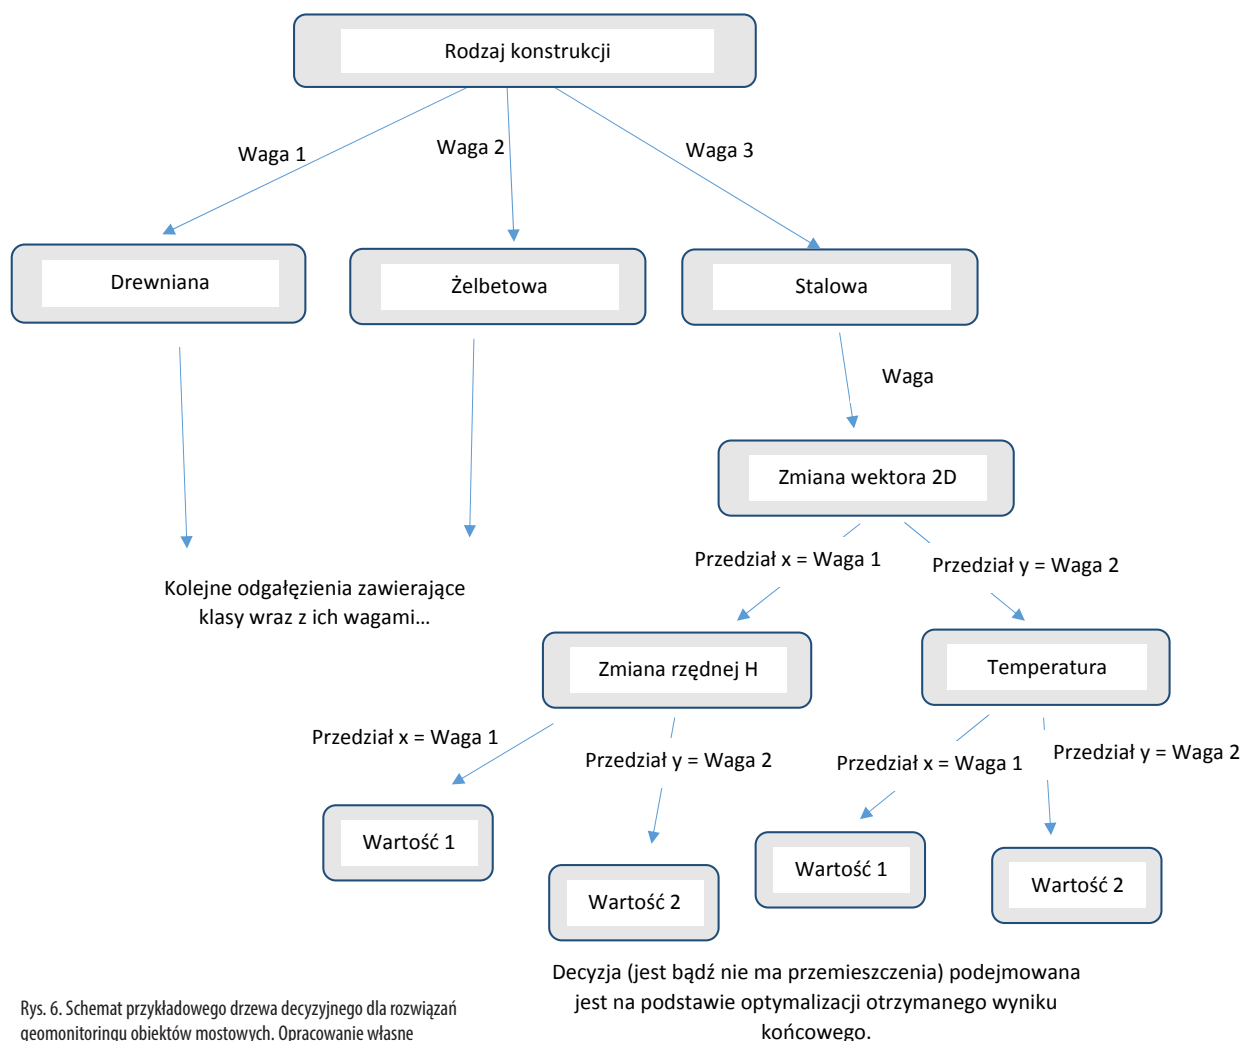 Rodzaj konstrukcji
Waga 1
Waga 2
Waga 3
Drewniana
Żelbetowa
Stalowa
Waga
Zmiana wektora 2D
Przedział x = Waga 1
Przedział y = Waga 2
Kolejne odgałęzienia zawierające
klasy wraz z ich wagami...
Zmiana rzędnej H
Temperatura
Przedział x = Waga 1
Przedział y = Waga 2
Przedział x = Waga 1
Przedział y = Waga 2
Wartość 1
Wartość 2
Wartość 1
Wartość 2
Decyzja (jest bądź nie ma przemieszczenia) podejmowana
jest na podstawie optymalizacji otrzymanego wyniku
końcowego.
Rys. 6. Schemat przykładowego drzewa decyzyjnego dla rozwiązań
geomonitoringu obiektów mostowych. Opracowanie własne